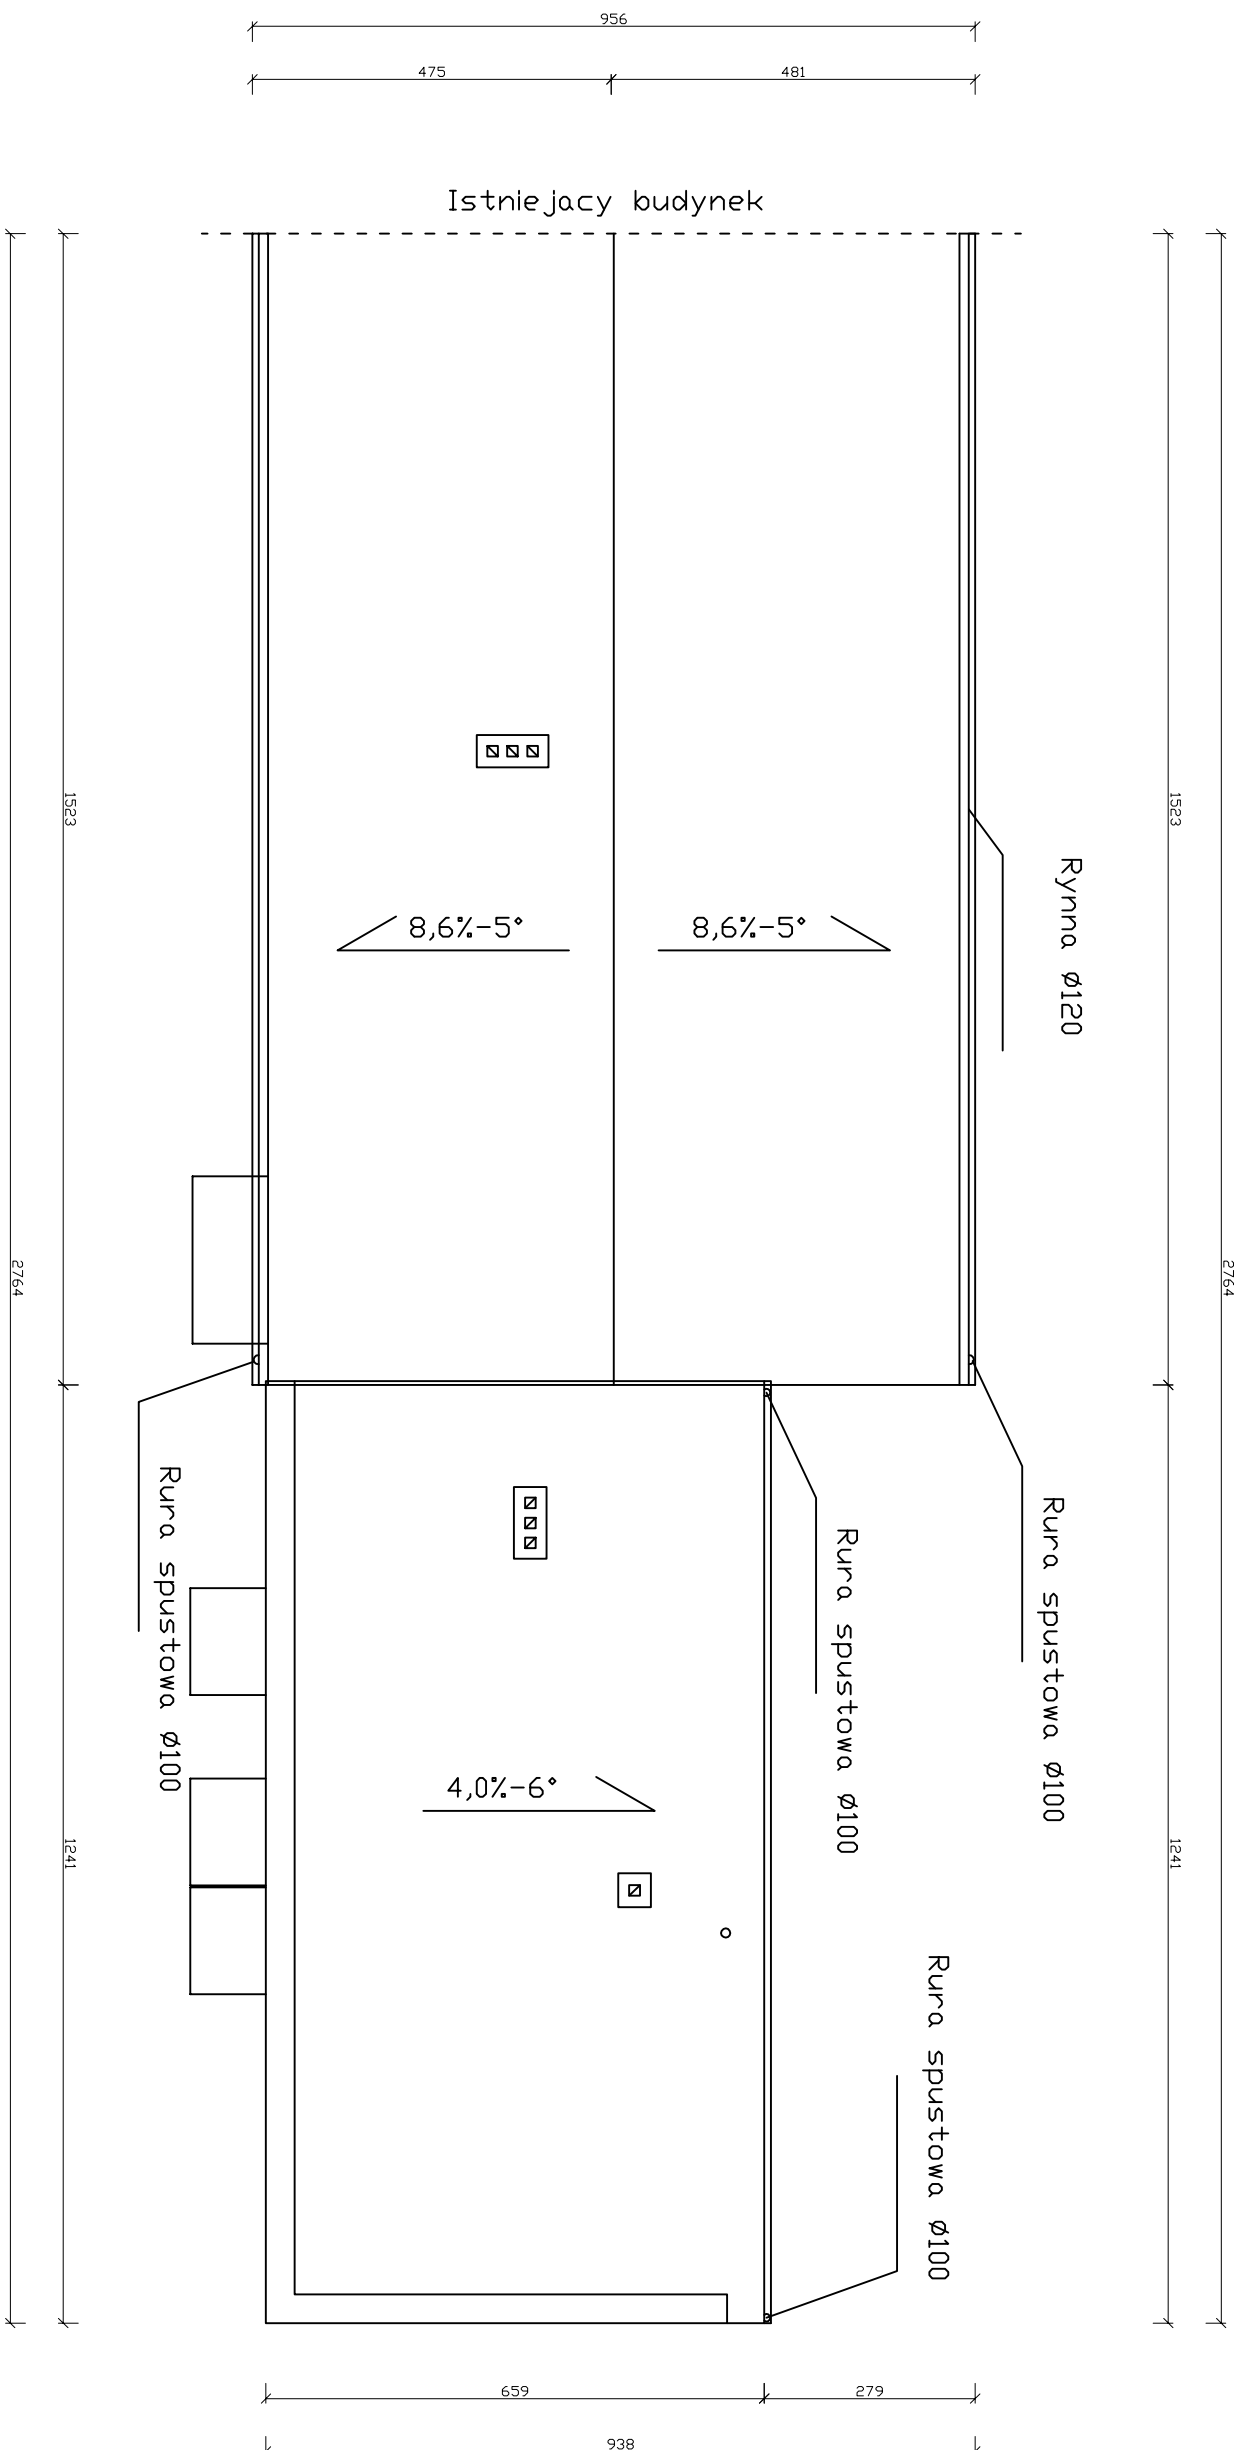 956
475
481
Istniejacy budynek
1523
1523
Rynna Ø120
8,6%-5°
8,6%-5°
2764
2764
Rura spustowa Ø100
Rura spustowa Ø100
Rura spustowa Ø100
4,0%-6°
1241
1241
Rura spustowa Ø100
659
279
938